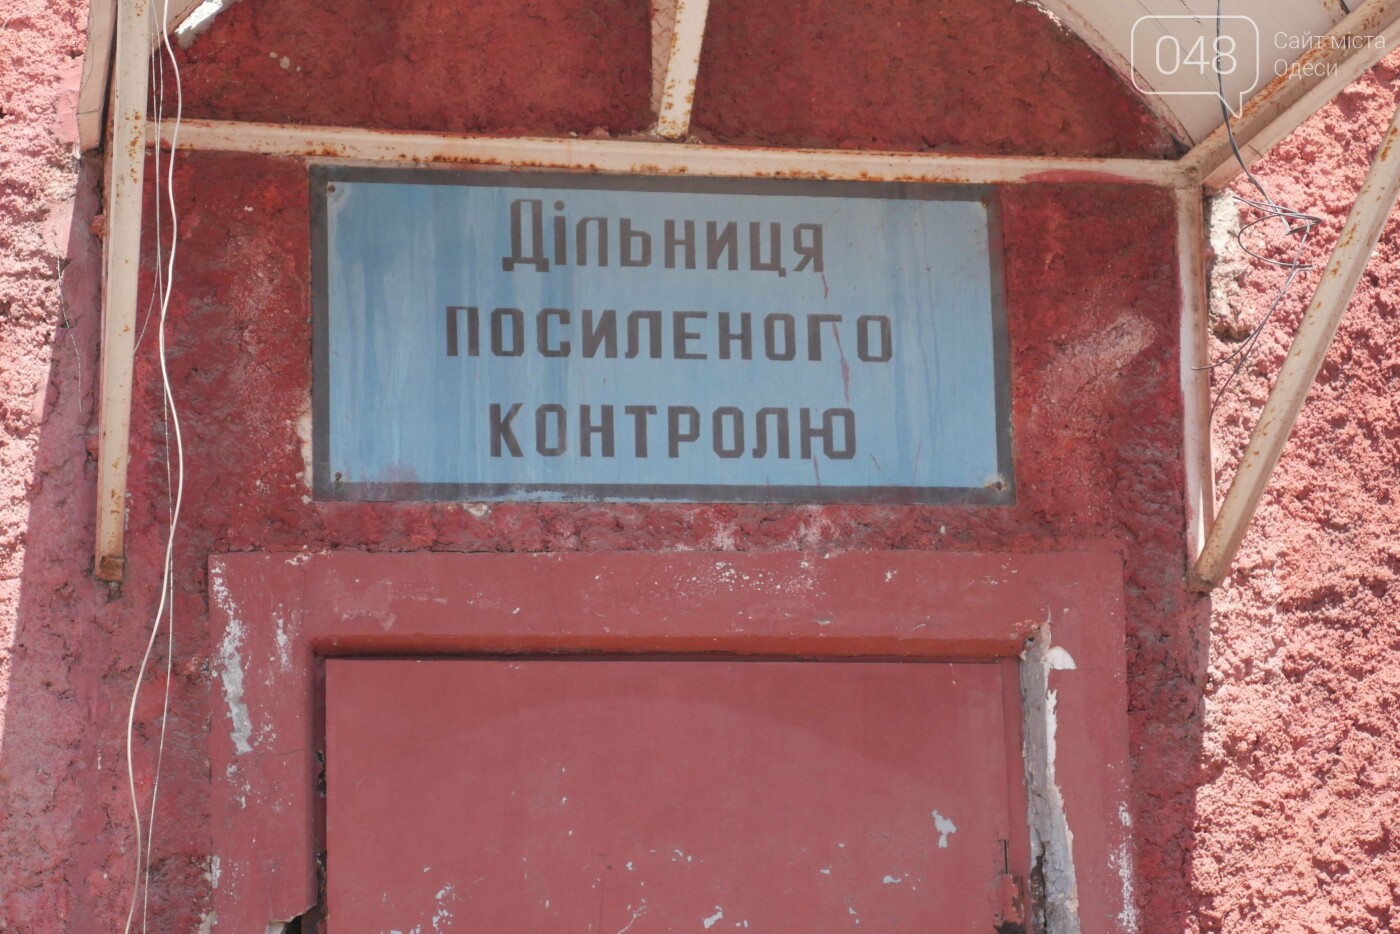 048
Сайт міста
Одеси
Дільниця
посиленого
контролю